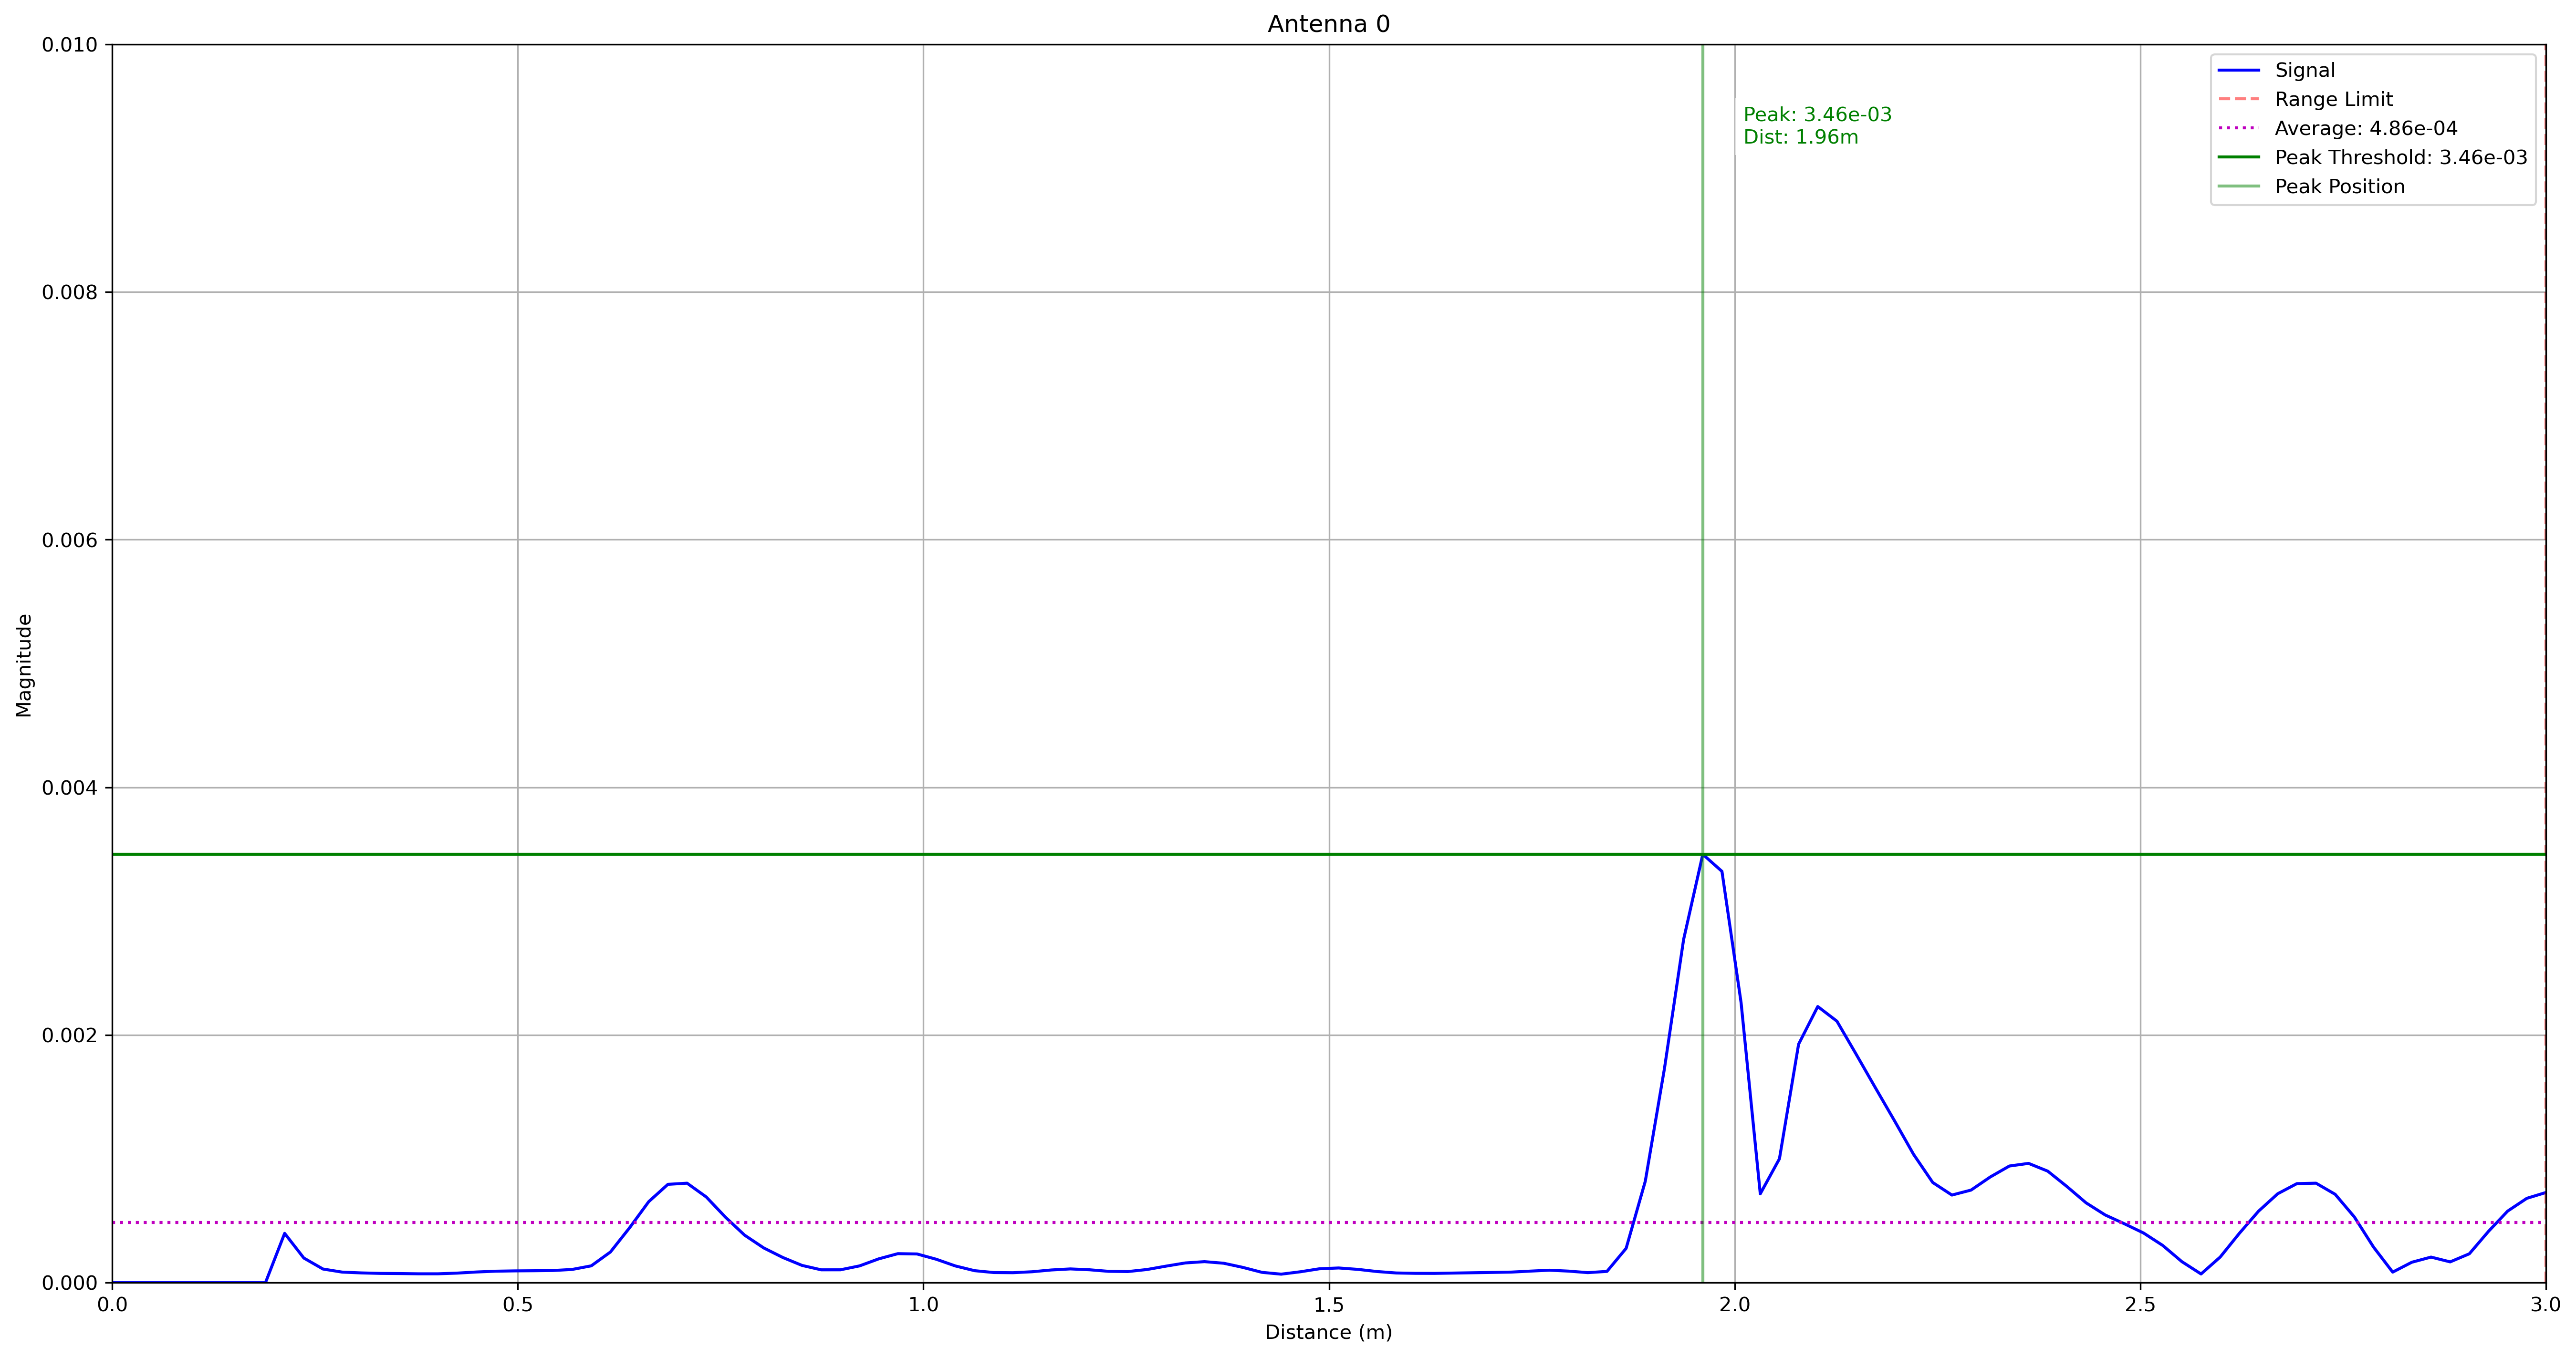 Antenna 0
0.010
0.008
0.006
0.004
0.002
0.000
Magnitude
0.0
0.5
1.0
1.5
2.0
2.5
3.0
Distance (m)
Peak: 3.46e-03
Dist: 1.96m
Signal
Range Limit
Average: 4.86e-04
Peak Threshold: 3.46e-03
Peak Position